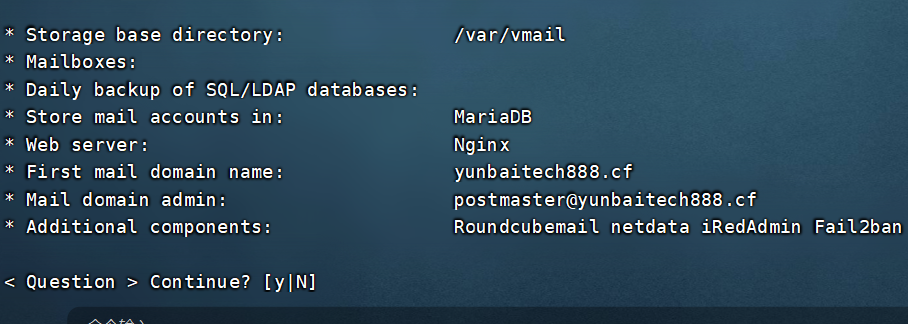 * Storage base directory: /var/vmail
* Mailboxes:
* Daily backup of SQL/LDAP databases:
* Store mail accounts in: MariaDB
* Web server: Nginx
* First mail domain name: yunbaitech888.cf
* Mail domain admin: postmaster@yunbaitech888.cf
* Additional components: Roundcubemail netdata iRedAdmin Fail2ban
< Question > Continue? [y|N]